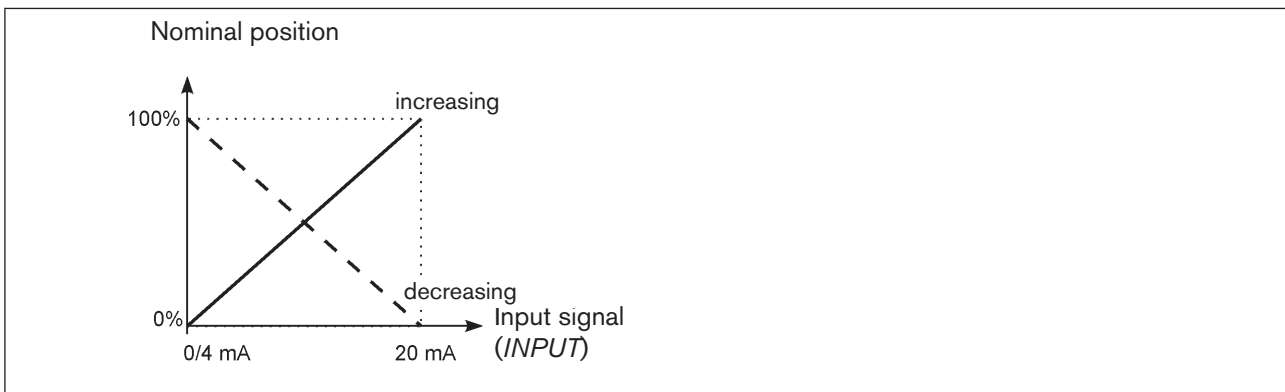 Nominal position
increasing
100%
decreasing
0%
Input signal
(INPUT)
0/4 mA
20 mA